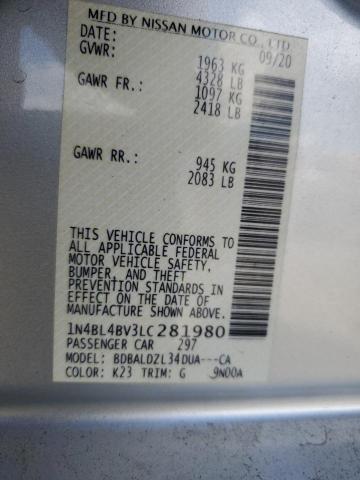 MFD BY NISSAN MOTOR CO., LTD.
DATE: 09/20
GVWR: 1963 KG
4328 LB
GAWR FR.: 1097 KG
2418 LB
GAWR RR.: 945 KG
2083 LB
THIS VEHICLE CONFORMS TO
ALL APPLICABLE FEDERAL
MOTOR VEHICLE SAFETY,
BUMPER, AND THEFT
PREVENTION STANDARDS IN
EFFECT ON THE DATE OF
MANUFACTURE SHOWN ABOVE
1N4BL4BV3LC281980
PASSENGER CAR 297
MODEL: BDBALDZL34DUA---CA
COLOR: K23 TRIM: G 9N00A